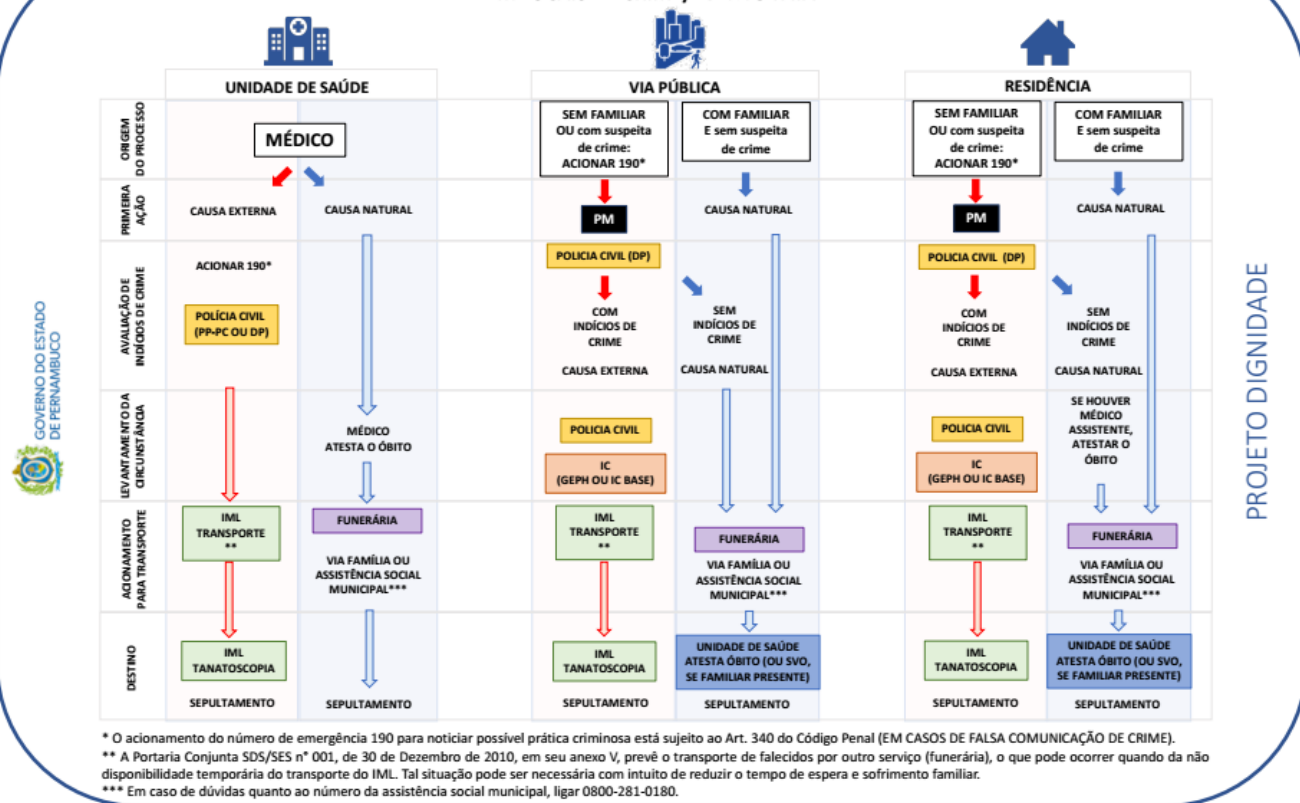 UNIDADE DE SAÚDE
VIA PÚBLICA
RESIDÊNCIA
ORIGEM
DO PROCESSO
MÉDICO
SEM FAMILIAR
OU com suspeita
de crime:
ACIONAR 190*
COM FAMILIAR
E sem suspeita
de crime
SEM FAMILIAR
OU com suspeita
de crime:
ACIONAR 190*
COM FAMILIAR
E sem suspeita
de crime
PRIMEIRA
AÇÃO
CAUSA EXTERNA
CAUSA NATURAL
PM
CAUSA NATURAL
PM
CAUSA NATURAL
AVALIAÇÃO DE
INDÍCIOS DE CRIME
ACIONAR 190*
POLÍCIA CIVIL
(PP-PC OU DP)
POLICIA CIVIL (DP)
COM
INDÍCIOS DE
CRIME
CAUSA EXTERNA
SEM
INDÍCIOS DE
CRIME
CAUSA NATURAL
POLICIA CIVIL (DP)
COM
INDÍCIOS DE
CRIME
CAUSA EXTERNA
SEM
INDÍCIOS DE
CRIME
CAUSA NATURAL
LEVANTAMENTO DA
CIRCUNSTÂNCIA
MÉDICO
ATESTA O ÓBITO
POLICIA CIVIL
IC
(GEPH OU IC BASE)
POLICIA CIVIL
IC
(GEPH OU IC BASE)
SE HOUVER
MÉDICO
ASSISTENTE,
ATESTAR O
ÓBITO
ACIONAMENTO
PARA TRANSPORTE
IML
TRANSPORTE
**
FUNERÁRIA
VIA FAMÍLIA OU
ASSISTÊNCIA SOCIAL
MUNICIPAL***
IML
TRANSPORTE
**
FUNERÁRIA
VIA FAMÍLIA OU
ASSISTÊNCIA SOCIAL
MUNICIPAL***
IML
TRANSPORTE
**
FUNERÁRIA
VIA FAMÍLIA OU
ASSISTÊNCIA SOCIAL
MUNICIPAL***
DESTINO
IML
TANATOSCOPIA
SEPULTAMENTO
SEPULTAMENTO
IML
TANATOSCOPIA
SEPULTAMENTO
UNIDADE DE SAÚDE
ATESTA ÓBITO (OU SVO,
SE FAMILIAR PRESENTE)
SEPULTAMENTO
IML
TANATOSCOPIA
SEPULTAMENTO
UNIDADE DE SAÚDE
ATESTA ÓBITO (OU SVO,
SE FAMILIAR PRESENTE)
SEPULTAMENTO
GOVERNO DO ESTADO
DE PERNAMBUCO
PROJETO DIGNIDADE
* O acionamento do número de emergência 190 para noticiar possível prática criminosa está sujeito ao Art. 340 do Código Penal (EM CASOS DE FALSA COMUNICAÇÃO DE CRIME).
** A Portaria Conjunta SDS/SES n° 001, de 30 de Dezembro de 2010, em seu anexo V, prevê o transporte de falecidos por outro serviço (funerária), o que pode ocorrer quando da não
disponibilidade temporária do transporte do IML. Tal situação pode ser necessária com intuito de reduzir o tempo de espera e sofrimento familiar.
*** Em caso de dúvidas quanto ao número da assistência social municipal, ligar 0800-281-0180.